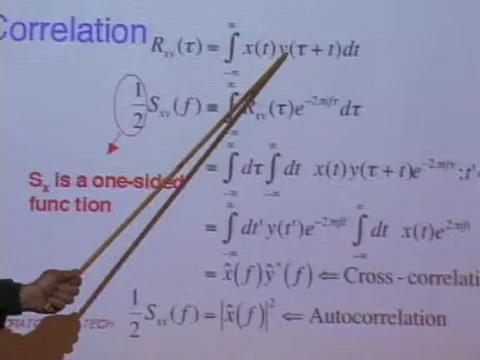 Correlation R_xy(τ) = ∫_{-∞}^{∞} x(t) y(τ + t) dt
1/2 S_xy(f) = ∫_{-∞}^{∞} R_xy(τ) e^{-2πifτ} dτ
= ∫_{-∞}^{∞} dτ ∫_{-∞}^{∞} dt x(t) y(τ + t) e^{-2πifτ}; t'
S_x is a one-sided
function
= ∫_{-∞}^{∞} dt' y(t') e^{-2πift'} ∫_{-∞}^{∞} dt x(t) e^{2πift}
= x̂(f) ŷ*(f) ⇐ Cross-correlati
1/2 S_xx(f) = |x̂(f)|² ⇐ Autocorrelation
TECH